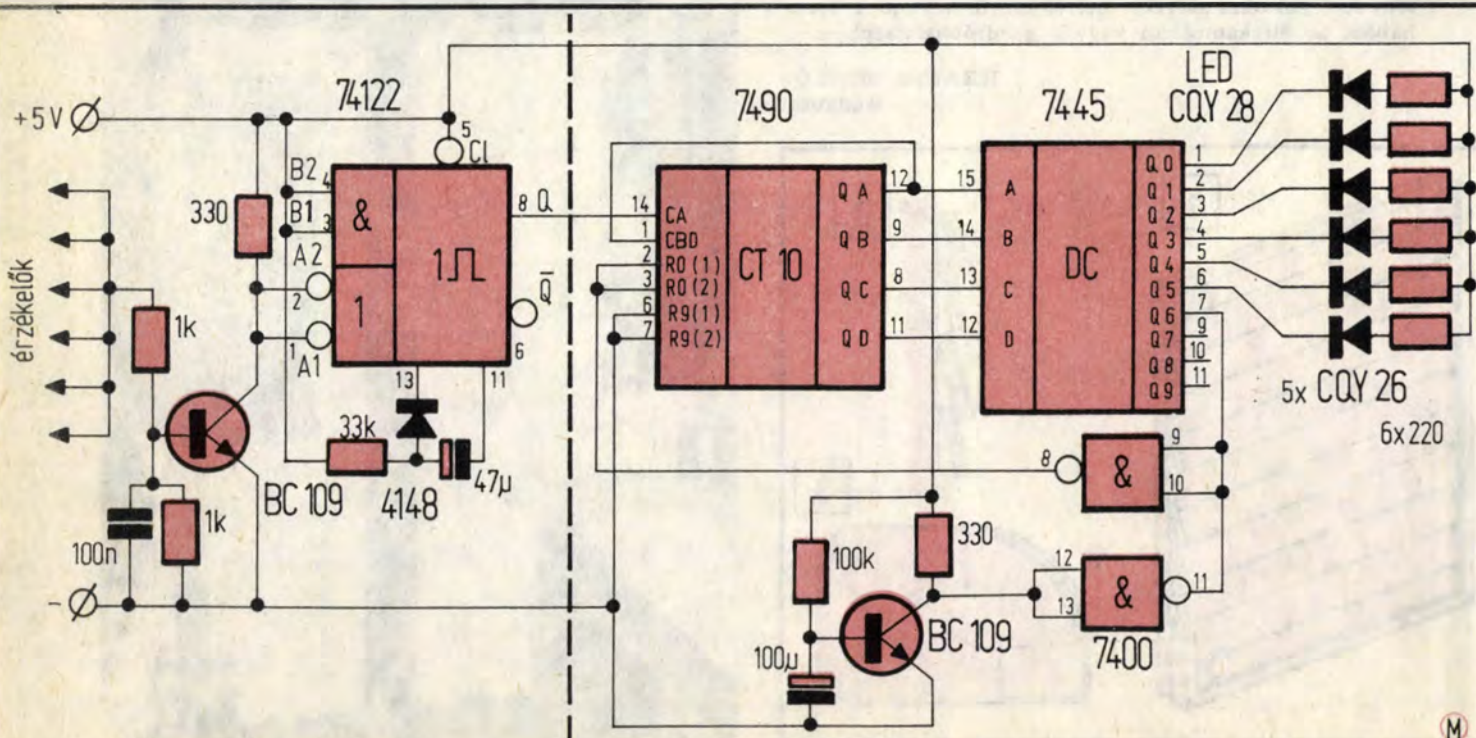 +5V
érzékelők
-
1k
100n
1k
330
BC 109
74122
B2 4
B1 3
A2
2
1 A1
&
1
1
5
Cl
8 Q
Q̅
6
13
11
33k
4148
47µ
7490
14 CA
1 CBD
2 R0(1)
3 R0(2)
6 R9(1)
7 R9(2)
CT 10
QA 12
QB 9
QC 8
QD 11
7445
15 A
14 B
13 C
12 D
DC
Q0 1
Q1 2
Q2 3
Q3 4
Q4 5
Q5 6
Q6 7
Q7 9
Q8 10
Q9 11
LED
CQY 28
5x CQY 26
6x220
8 & 9
10
100k
330
100µ
BC 109
12
13
& 11
7400
M